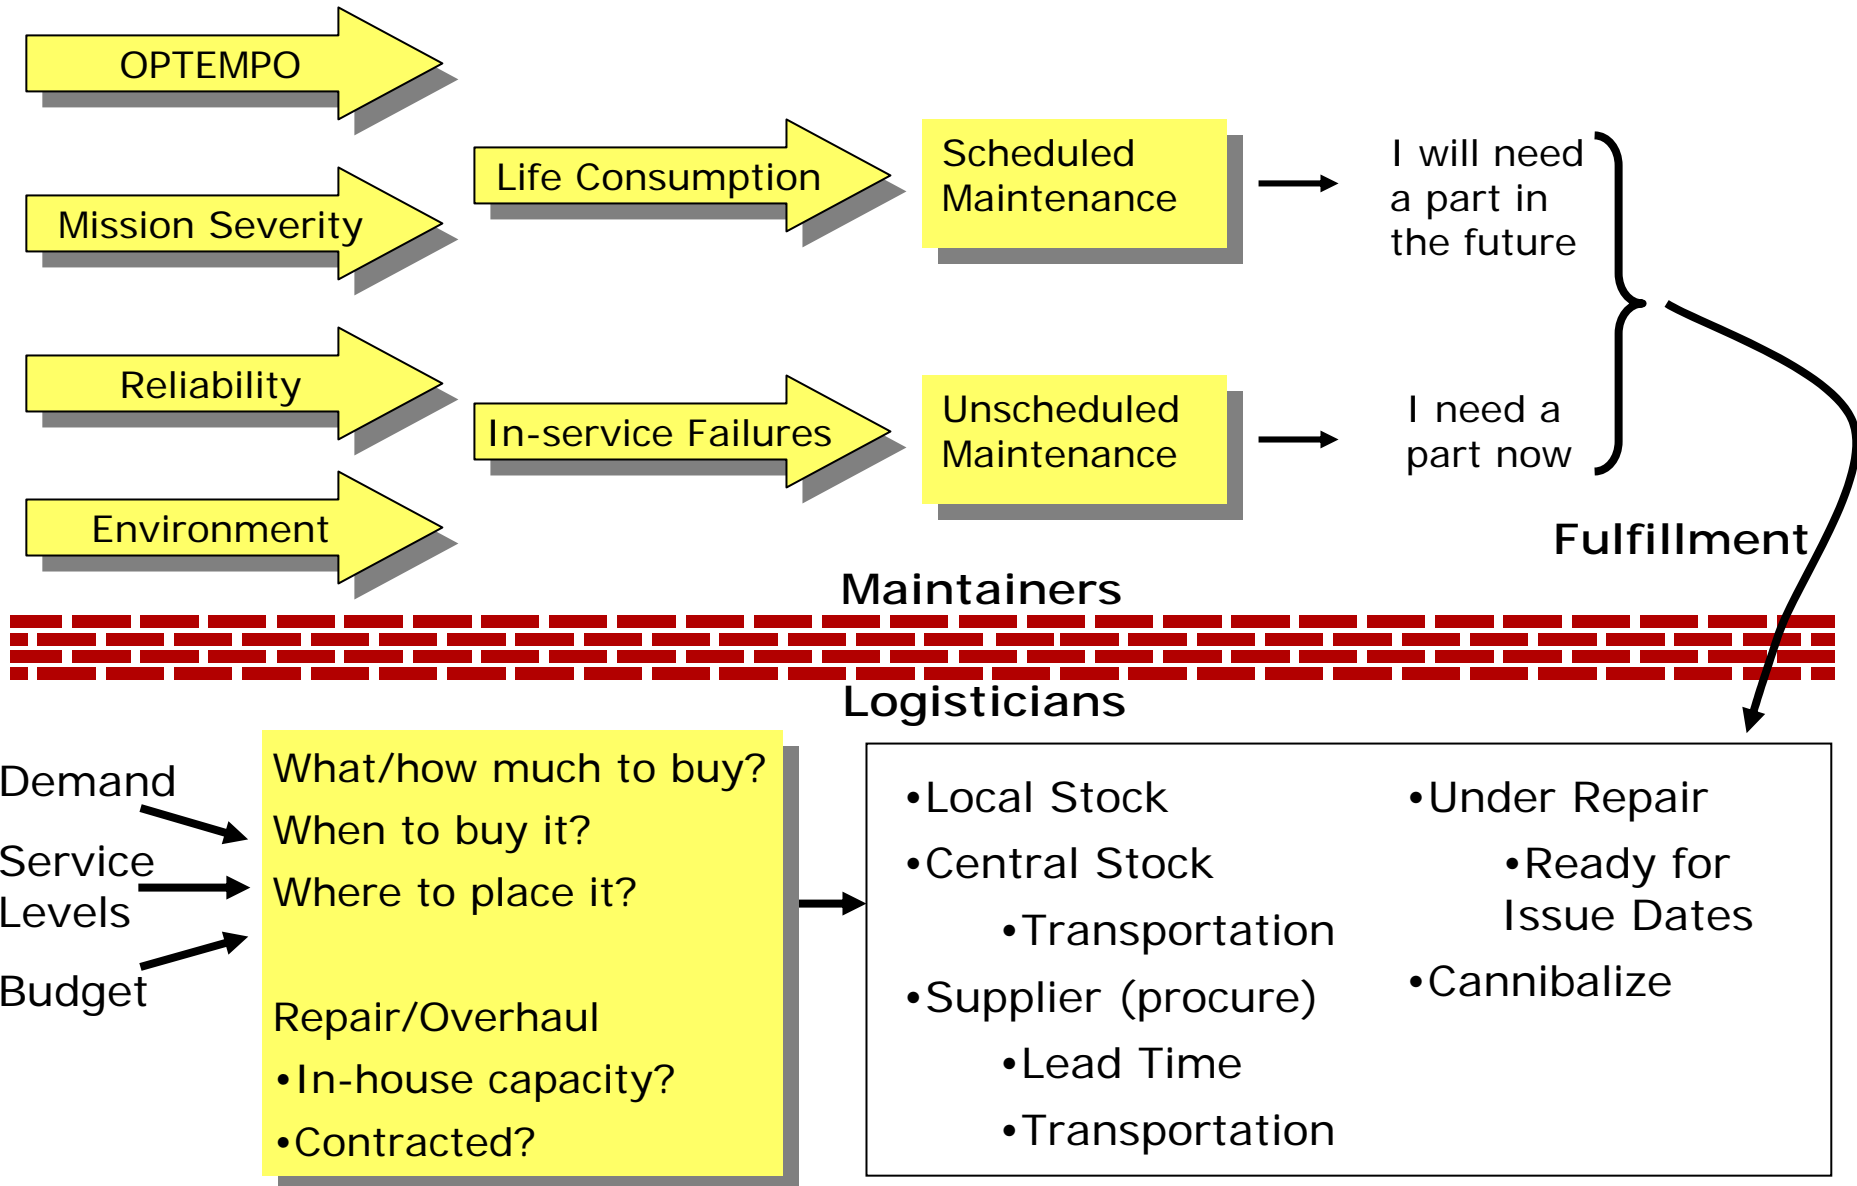 OPTEMPO
Mission Severity
Reliability
Environment
Life Consumption
In-service Failures
Scheduled
Maintenance
Unscheduled
Maintenance
I will need
a part in
the future
I need a
part now
Fulfillment
Maintainers
Logisticians
Demand
Service
Levels
Budget
What/how much to buy?
When to buy it?
Where to place it?
Repair/Overhaul
•In-house capacity?
•Contracted?
•Local Stock
•Central Stock
•Transportation
•Supplier (procure)
•Lead Time
•Transportation
•Under Repair
•Ready for
Issue Dates
•Cannibalize